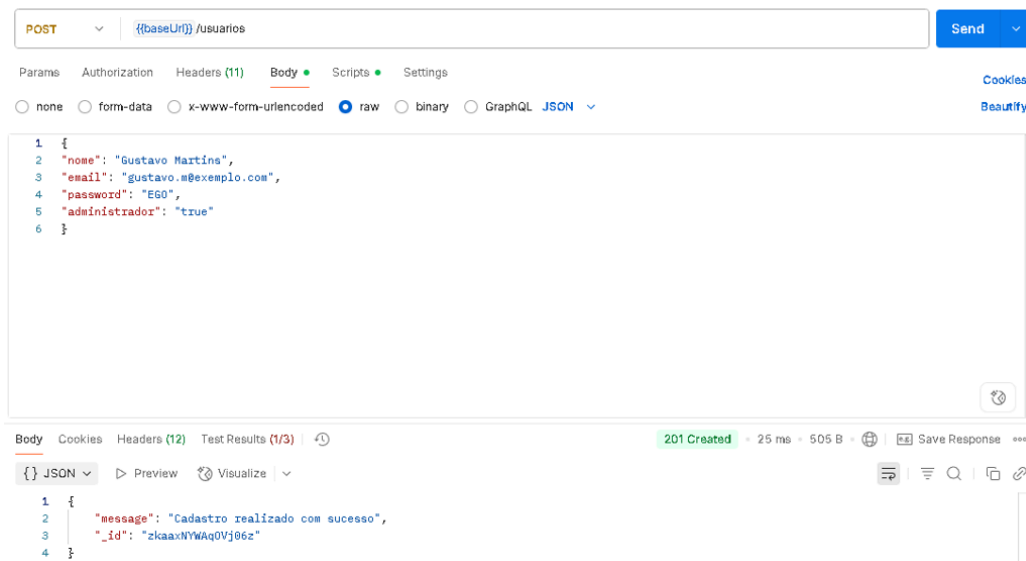 POST {{baseUrl}} /usuarios Send
Params Authorization Headers (11) Body Scripts Settings Cookies
none form-data x-www-form-urlencoded raw binary GraphQL JSON Beautify
1 {
2 "nome": "Gustavo Martins",
3 "email": "gustavo.m@exemplo.com",
4 "password": "EGO",
5 "administrador": "true"
6 }
Body Cookies Headers (12) Test Results (1/3) 201 Created • 25 ms • 505 B e.g. Save Response
{} JSON Preview Visualize
1 {
2 "message": "Cadastro realizado com sucesso",
3 "_id": "zkaaxNYWAqOVj06z"
4 }